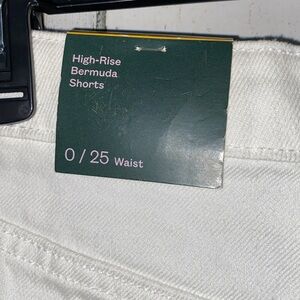 High-Rise
Bermuda
Shorts
0 / 25 Waist